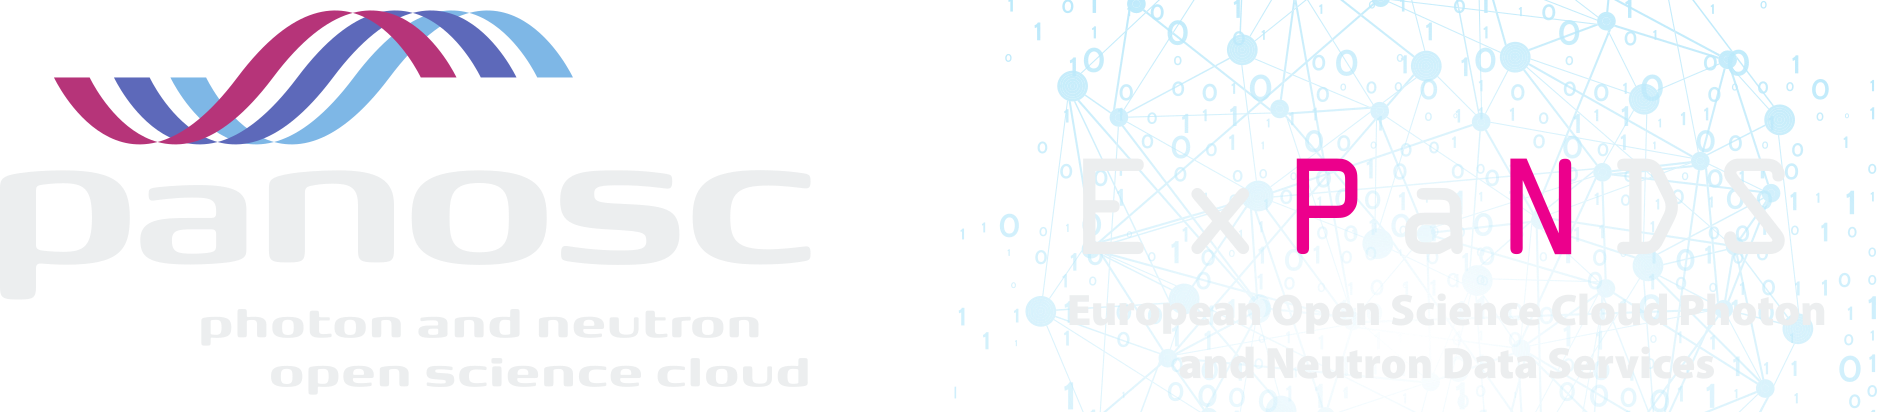 panosc
photon and neutron
open science cloud
ExPaNDS
European Open Science Cloud Photon
and Neutron Data Services